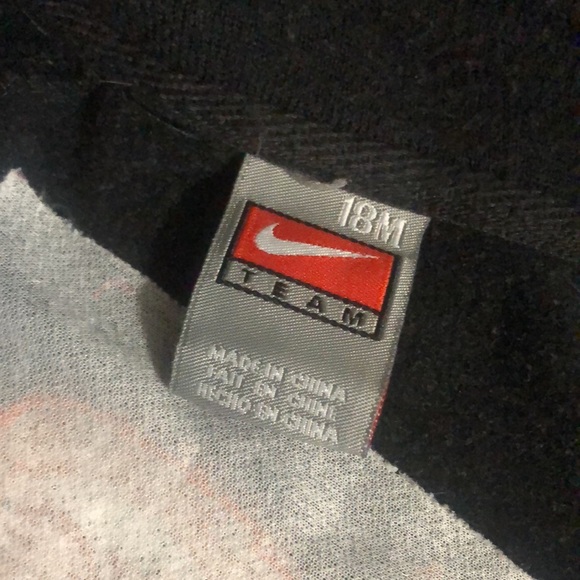 18M
TEAM
MADE IN CHINA
FAIT EN CHINE
HECHO EN CHINA